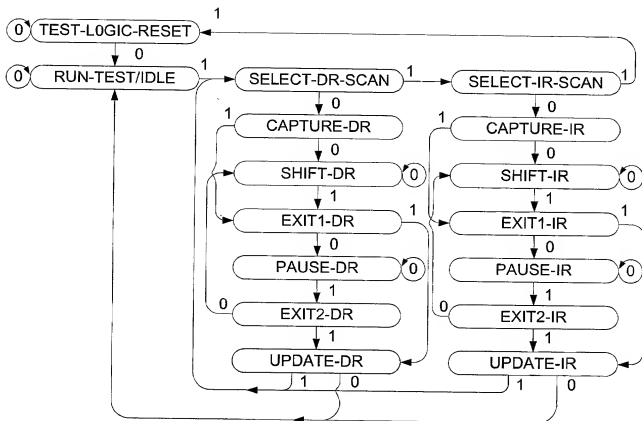 1
0 TEST-L0GIC-RESET
0
0 RUN-TEST/IDLE 1 SELECT-DR-SCAN 1 SELECT-IR-SCAN 1
0 0
1 CAPTURE-DR 1 CAPTURE-IR
0 0
SHIFT-DR 0 SHIFT-IR 0
1 1
EXIT1-DR 1 EXIT1-IR 1
0 0
PAUSE-DR 0 PAUSE-IR 0
1 1
0 EXIT2-DR 0 EXIT2-IR
1 1
UPDATE-DR UPDATE-IR
1 0 1 0